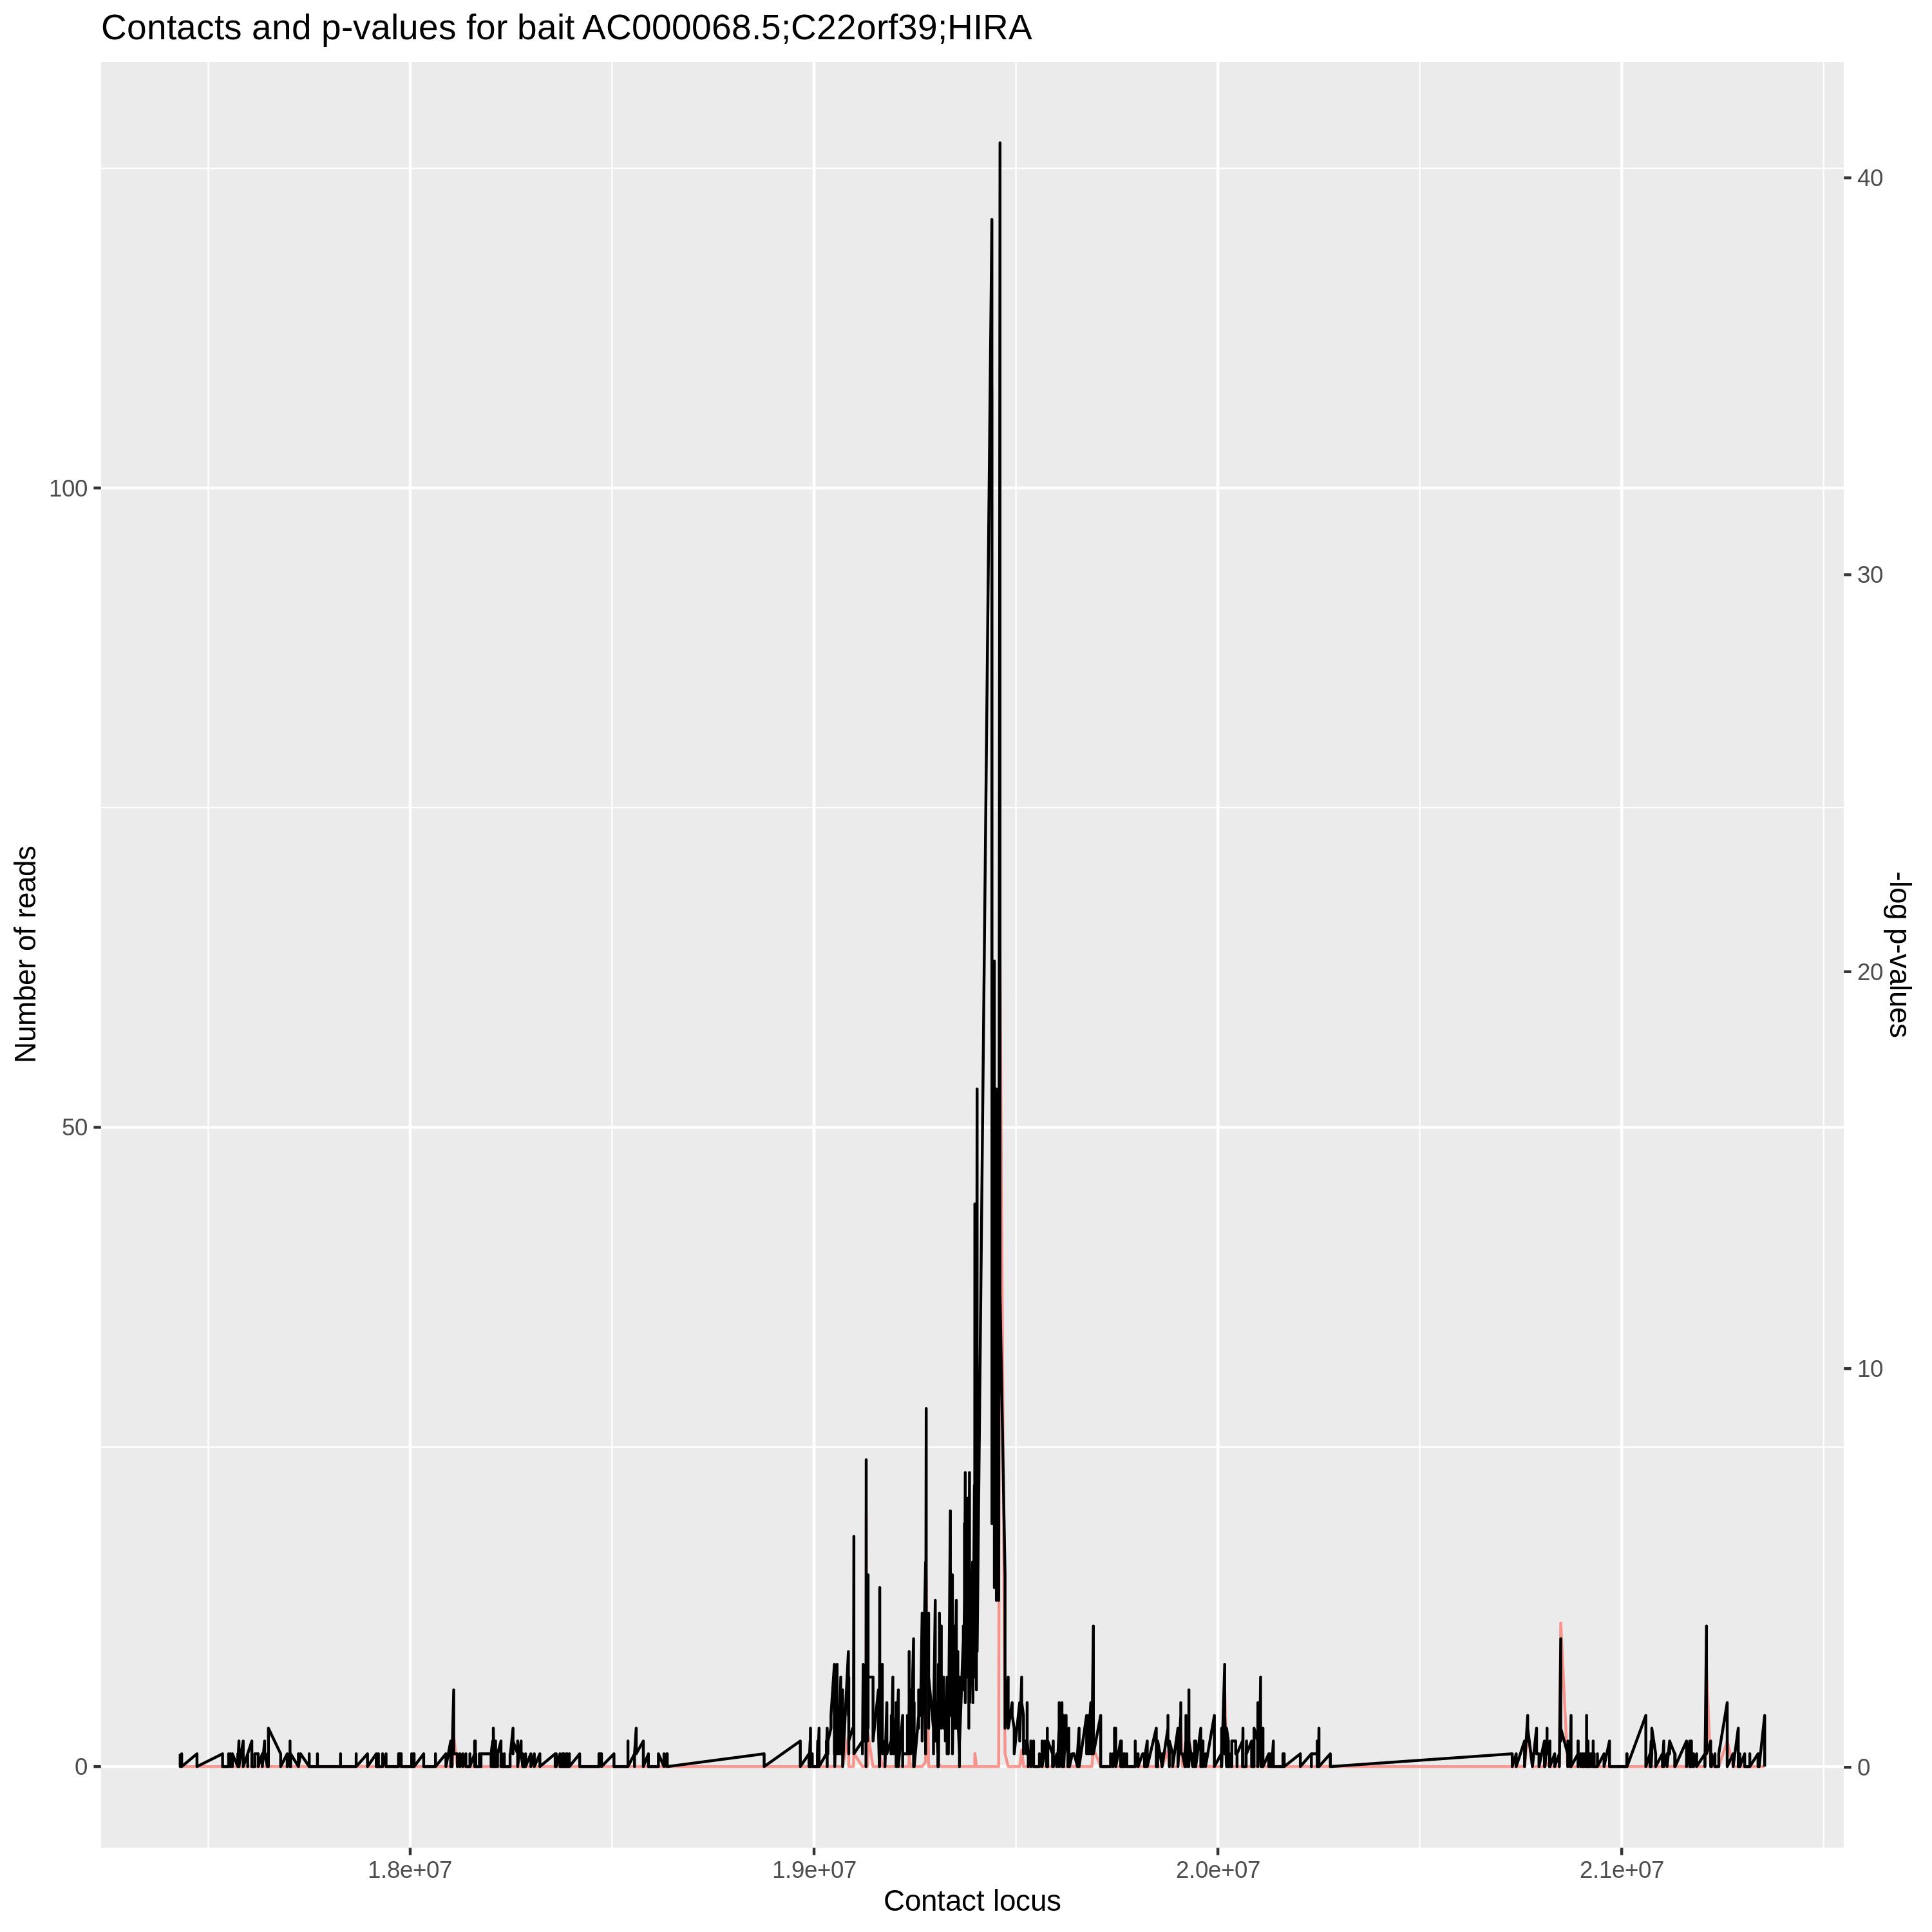 Contacts and p-values for bait AC000068.5;C22orf39;HIRA
100
50
0
Number of reads
40
30
20
10
0
-log p-values
1.8e+07
1.9e+07
2.0e+07
2.1e+07
Contact locus